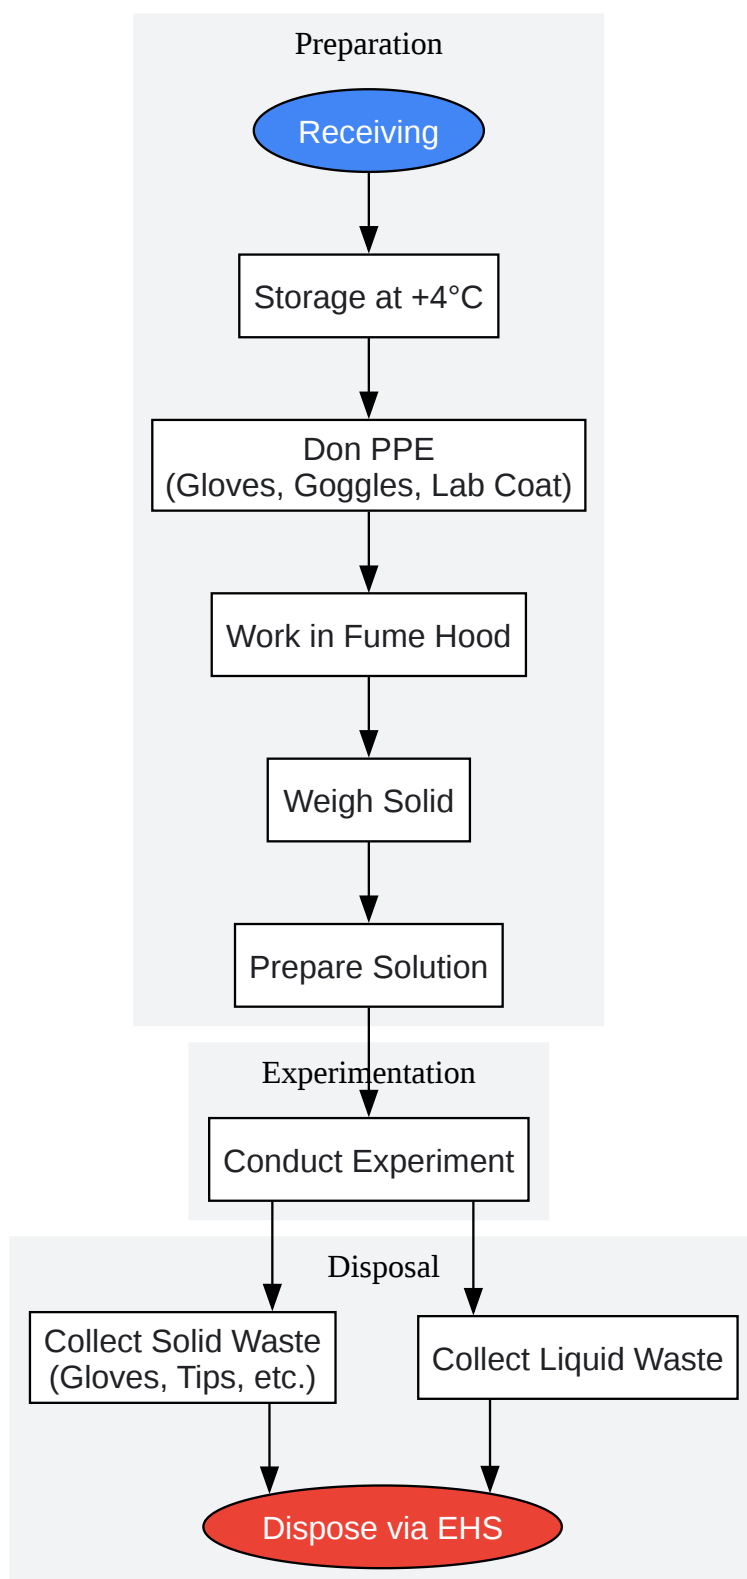 Preparation
Receiving
Storage at +4°C
Don PPE
(Gloves, Goggles, Lab Coat)
Work in Fume Hood
Weigh Solid
Prepare Solution
Experimentation
Conduct Experiment
Disposal
Collect Solid Waste
(Gloves, Tips, etc.)
Collect Liquid Waste
Dispose via EHS